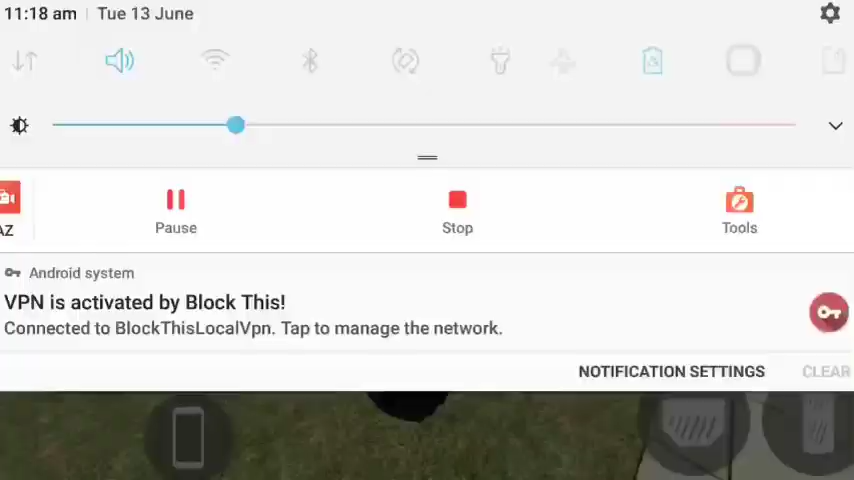 11:18 am | Tue 13 June
AZ
Pause
Stop
Tools
Android system
VPN is activated by Block This!
Connected to BlockThisLocalVpn. Tap to manage the network.
NOTIFICATION SETTINGS
CLEAR